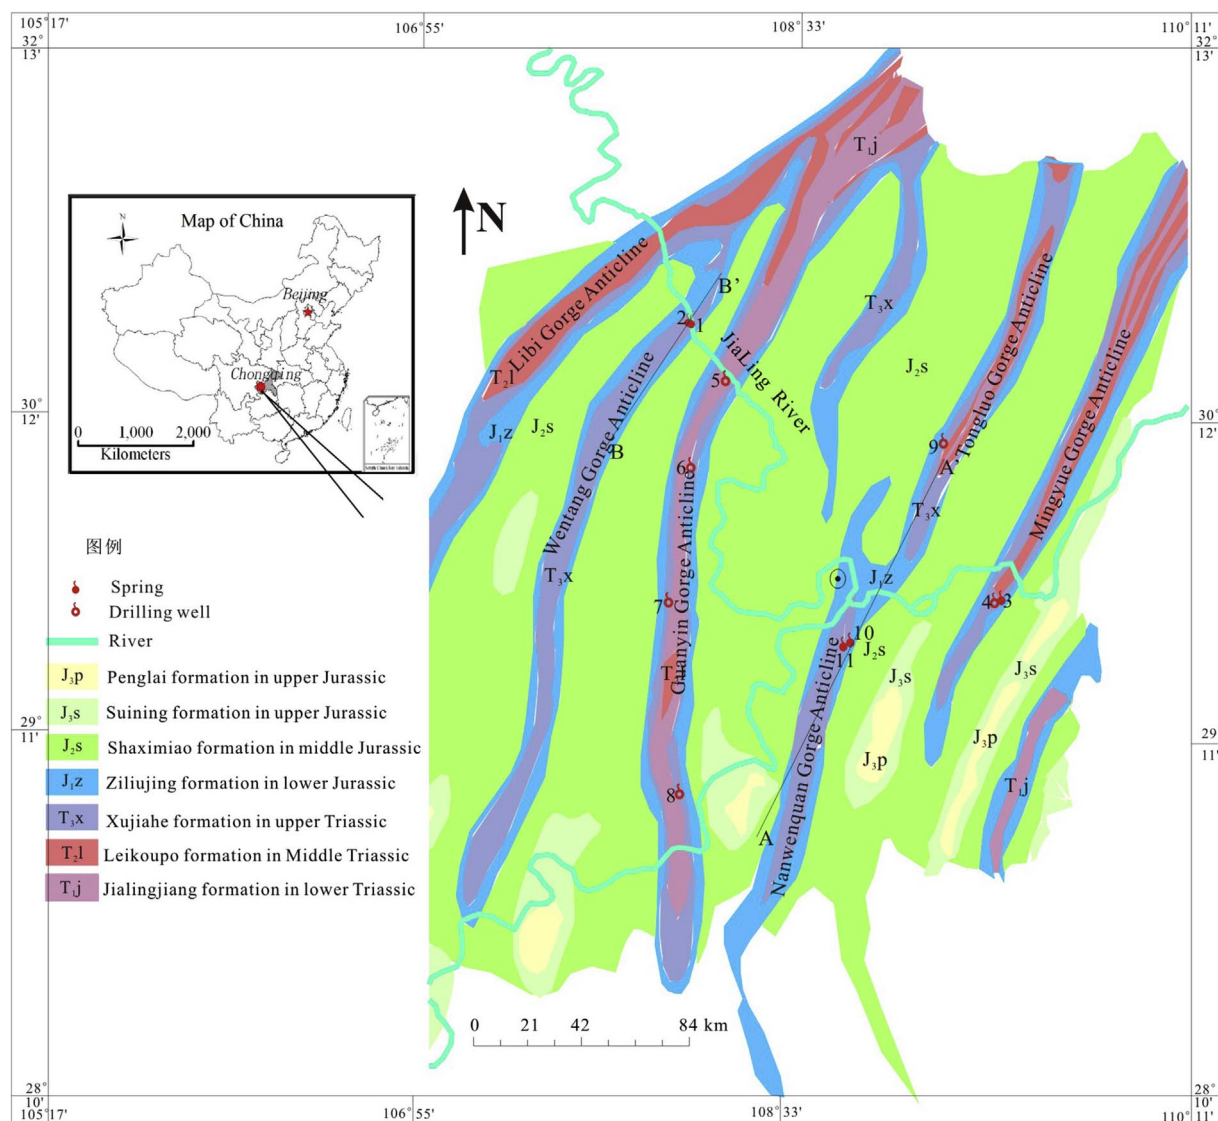 105°17'
106°55'
108°33'
110°11'
32°
13'
32°
13'
N
Map of China
N
Beijing
Chongqing
0 1,000 2,000
Kilometers
30°
12'
30°
12'
图例
Spring
Drilling well
River
J₃p Penglai formation in upper Jurassic
J₃s Suining formation in upper Jurassic
J₂s Shaximiao formation in middle Jurassic
J₁z Ziliujing formation in lower Jurassic
T₃x Xujiahe formation in upper Triassic
T₂l Leikoupo formation in Middle Triassic
T₁j Jialingjiang formation in lower Triassic
T₁j
Libi Gorge Anticline
T₂l
J₁z
J₂s
B'
2
1
JiaLing River
5
T₃x
J₂s
Wentang Gorge Anticline
B
T₃x
6
Guanyin Gorge Anticline
7
8
9
A'
Tongluo Gorge Anticline
T₃x
Mingyue Gorge Anticline
J₁z
4
3
10
11
J₂s
Nanwenquan Gorge Anticline
A
J₃s
J₃s
J₃p
J₃p
T₁j
29°
11'
29°
11'
0 21 42 84 km
28°
10'
28°
10'
105°17'
106°55'
108°33'
110°11'